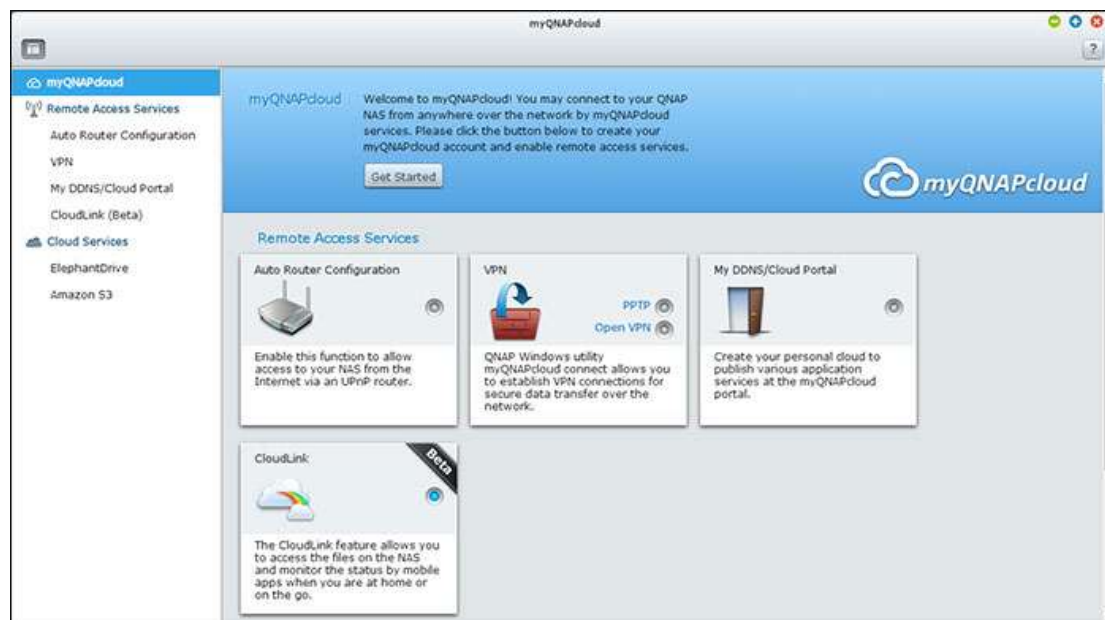 myQNAPcloud
?
myQNAPcloud
Remote Access Services
Auto Router Configuration
VPN
My DDNS/Cloud Portal
CloudLink (Beta)
Cloud Services
ElephantDrive
Amazon S3
myQNAPcloud
Welcome to myQNAPcloud! You may connect to your QNAP
NAS from anywhere over the network by myQNAPcloud
services. Please click the button below to create your
myQNAPcloud account and enable remote access services.
Get Started
myQNAPcloud
Remote Access Services
Auto Router Configuration
Enable this function to allow
access to your NAS from the
Internet via an UPnP router.
VPN
PPTP
Open VPN
QNAP Windows utility
myQNAPcloud connect allows you
to establish VPN connections for
secure data transfer over the
network.
My DDNS/Cloud Portal
Create your personal cloud to
publish various application
services at the myQNAPcloud
portal.
CloudLink
Beta
The CloudLink feature allows you
to access the files on the NAS
and monitor the status by mobile
apps when you are at home or
on the go.